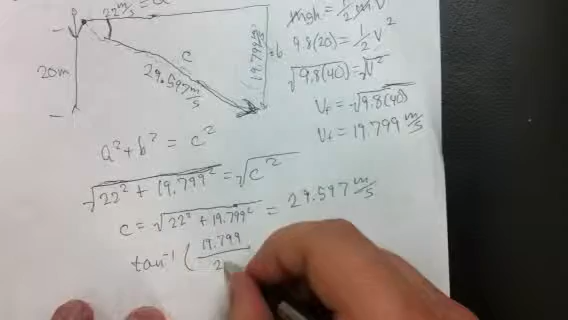 22 m/s = a
20m
c
29.597 m/s
19.799 m/s = b
mgh = 1/2 m V²
9.8(20) = 1/2 V²
√9.8(40) = √V²
Vf = √9.8(40)
Vf = 19.799 m/s
a² + b² = c²
√22² + 19.799² = √c²
c = √22² + 19.799² = 29.597 m/s
tan⁻¹ ( 19.799 / 2